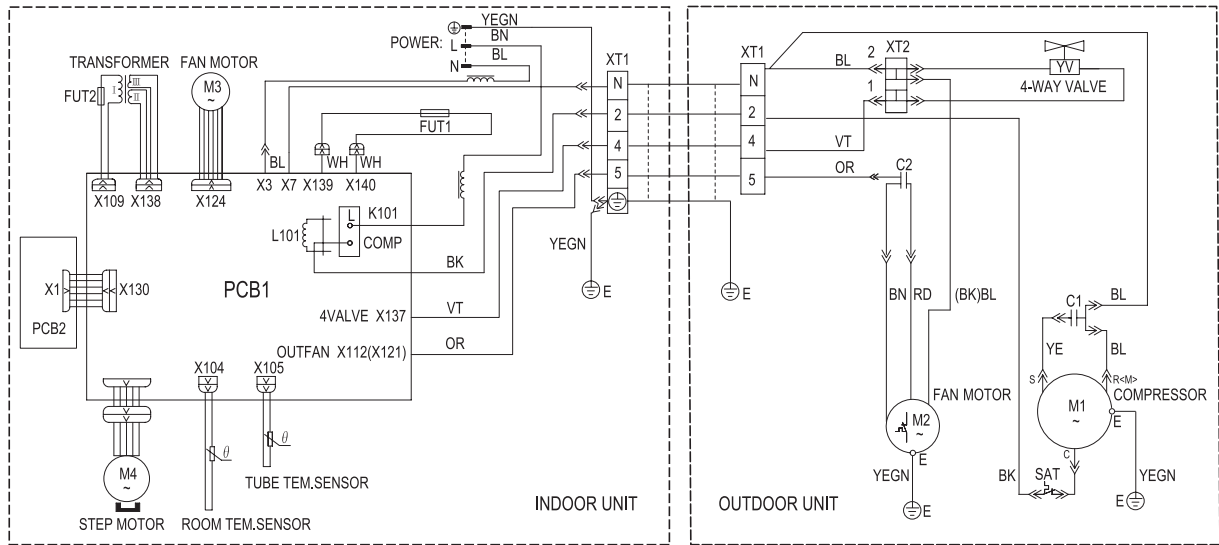 YEGN
POWER: L BN
BL
N
TRANSFORMER FAN MOTOR
M3
~
FUT2
I
III
II
FUT1
BL
WH
WH
X109 X138 X124
X3 X7 X139 X140
L
K101
L101
COMP
BK
PCB1
X1
X130
PCB2
4VALVE X137
VT
OUTFAN X112(X121)
OR
X104 X105
θ
θ
TUBE TEM.SENSOR
M4
~
STEP MOTOR
ROOM TEM.SENSOR
INDOOR UNIT
XT1
N
2
4
5
YEGN
E
XT1
N
2
4
5
E
XT2
BL
2
1
YV
4-WAY VALVE
VT
OR
C2
BN RD (BK)BL
FAN MOTOR
M2
~
E
YEGN
E
C1
BL
YE
BL
S
R<M>
COMPRESSOR
M1
~
E
C
SAT
BK
YEGN
E
OUTDOOR UNIT